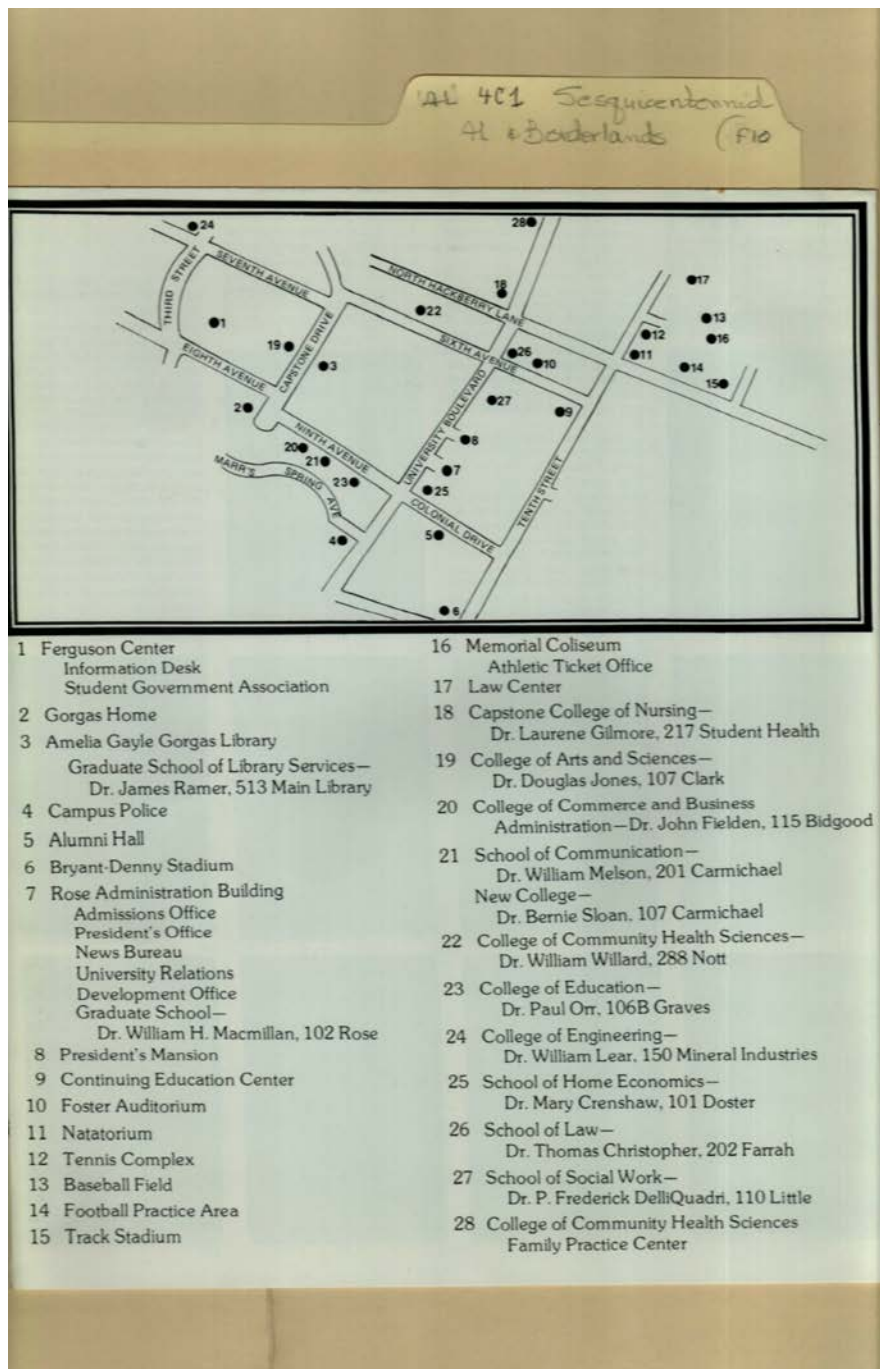 AL 4C1 Sesquicentennial
AL & Borderlands (F10
24
28
SEVENTH AVENUE
THIRD STREET
NORTH HACKBERRY LANE
17
18
22
13
1
12
16
19
CAPSTONE DRIVE
3
SIXTH AVENUE
26
10
11
14
15
EIGHTH AVENUE
2
27
9
UNIVERSITY BOULEVARD
NINTH AVENUE
8
20
21
MARR'S SPRING AVE
23
7
25
TENTH STREET
COLONIAL DRIVE
4
5
6
1 Ferguson Center
Information Desk
Student Government Association
2 Gorgas Home
3 Amelia Gayle Gorgas Library
Graduate School of Library Services—
Dr. James Ramer, 513 Main Library
4 Campus Police
5 Alumni Hall
6 Bryant-Denny Stadium
7 Rose Administration Building
Admissions Office
President's Office
News Bureau
University Relations
Development Office
Graduate School—
Dr. William H. Macmillan, 102 Rose
8 President's Mansion
9 Continuing Education Center
10 Foster Auditorium
11 Natatorium
12 Tennis Complex
13 Baseball Field
14 Football Practice Area
15 Track Stadium
16 Memorial Coliseum
Athletic Ticket Office
17 Law Center
18 Capstone College of Nursing—
Dr. Laurene Gilmore, 217 Student Health
19 College of Arts and Sciences—
Dr. Douglas Jones, 107 Clark
20 College of Commerce and Business
Administration—Dr. John Fielden, 115 Bidgood
21 School of Communication—
Dr. William Melson, 201 Carmichael
New College—
Dr. Bernie Sloan, 107 Carmichael
22 College of Community Health Sciences—
Dr. William Willard, 288 Nott
23 College of Education—
Dr. Paul Orr, 106B Graves
24 College of Engineering—
Dr. William Lear, 150 Mineral Industries
25 School of Home Economics—
Dr. Mary Crenshaw, 101 Doster
26 School of Law—
Dr. Thomas Christopher, 202 Farrah
27 School of Social Work—
Dr. P. Frederick DelliQuadri, 110 Little
28 College of Community Health Sciences
Family Practice Center